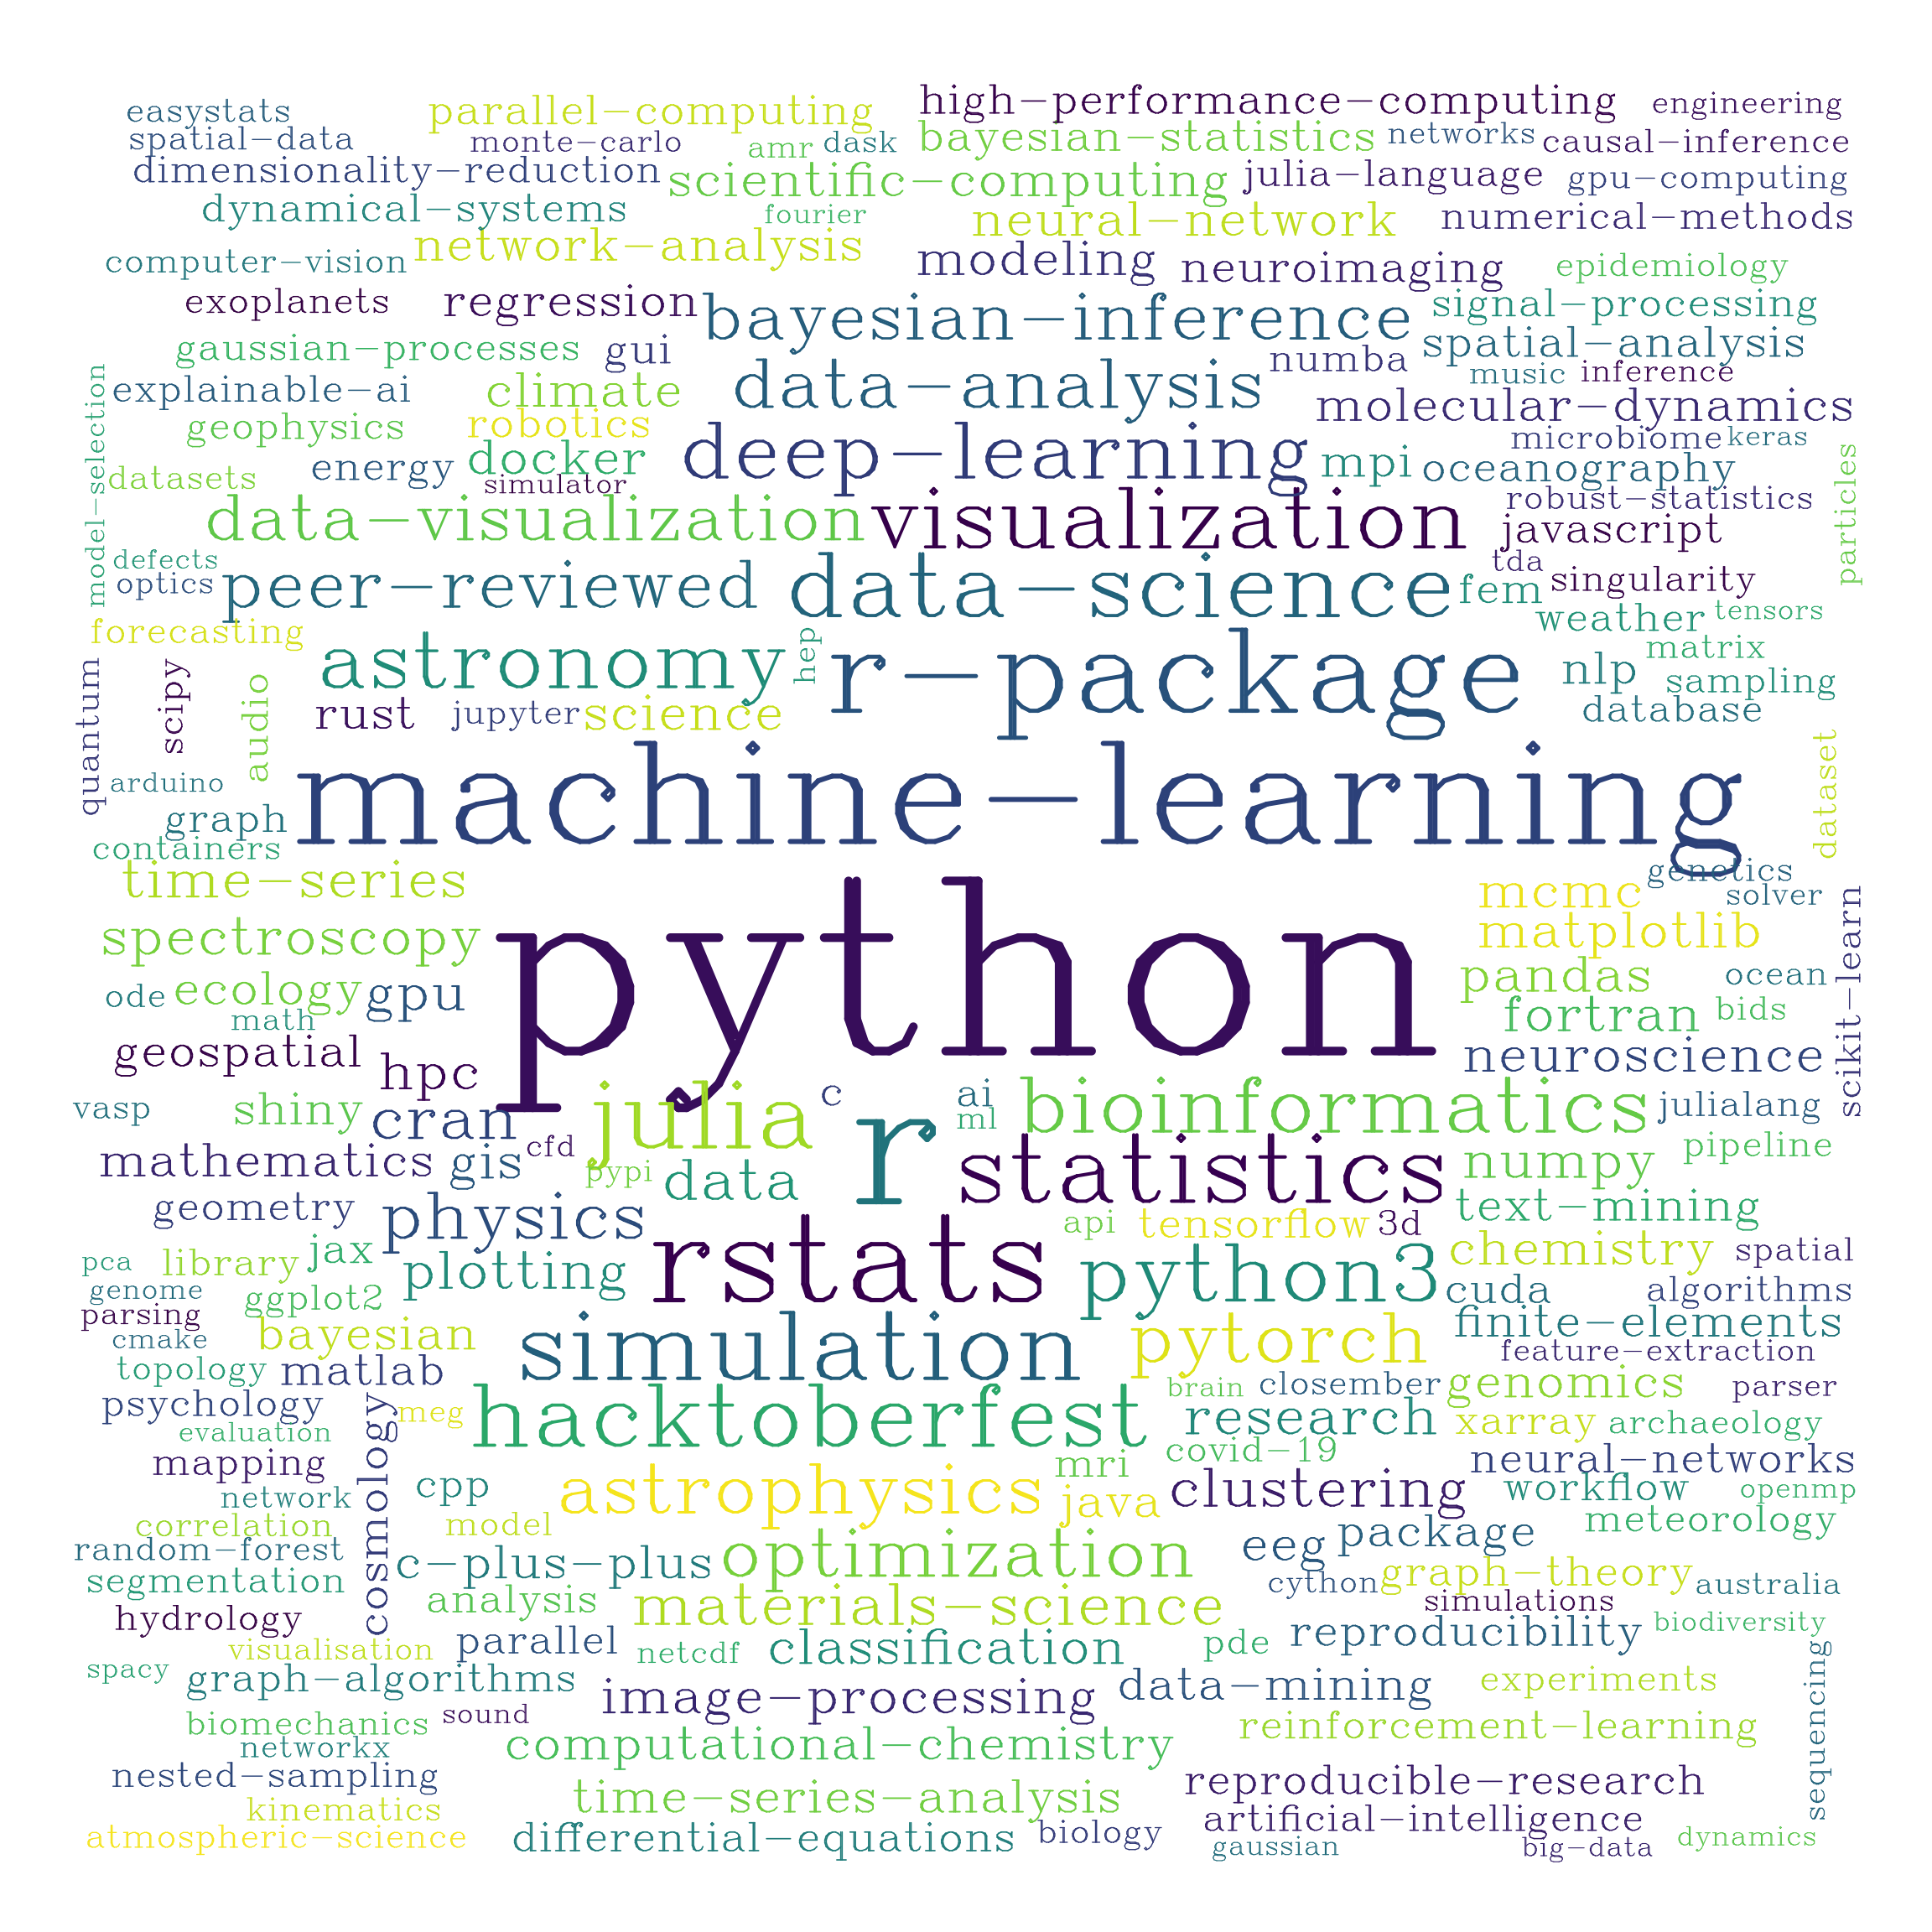 easystats
parallel-computing
high-performance-computing
engineering
spatial-data
monte-carlo
amr
dask
bayesian-statistics
networks
causal-inference
dimensionality-reduction
scientific-computing
julia-language
gpu-computing
dynamical-systems
fourier
neural-network
numerical-methods
computer-vision
network-analysis
modeling
neuroimaging
epidemiology
exoplanets
regression
bayesian-inference
signal-processing
gaussian-processes
gui
numba
spatial-analysis
explainable-ai
climate
data-analysis
music
inference
model-selection
geophysics
robotics
molecular-dynamics
datasets
energy
docker
simulator
deep-learning
mpi
microbiome
keras
oceanography
particles
data-visualization
visualization
robust-statistics
javascript
defects
optics
peer-reviewed
data-science
tda
fem
singularity
forecasting
astronomy
hep
r-package
weather
tensors
matrix
quantum
scipy
audio
rust
jupyter
science
nlp
sampling
database
arduino
machine-learning
dataset
graph
containers
time-series
genetics
solver
mcmc
spectroscopy
python
matplotlib
scikit-learn
ode
ecology
gpu
pandas
ocean
math
fortran
bids
geospatial
hpc
neuroscience
vasp
shiny
cran
julia
c
r
ai
ml
bioinformatics
julialang
mathematics
gis
cfd
pypi
data
statistics
numpy
pipeline
geometry
physics
rstats
api
tensorflow
3d
text-mining
pca
library
jax
plotting
python3
chemistry
spatial
genome
ggplot2
cuda
algorithms
parsing
cmake
bayesian
simulation
pytorch
finite-elements
feature-extraction
topology
matlab
brain
closember
genomics
parser
psychology
cosmology
meg
hacktoberfest
research
xarray
archaeology
evaluation
mapping
mri
covid-19
neural-networks
network
cpp
astrophysics
java
clustering
workflow
openmp
correlation
model
package
meteorology
random-forest
c-plus-plus
optimization
eeg
graph-theory
segmentation
cython
australia
analysis
materials-science
simulations
hydrology
visualisation
parallel
netcdf
classification
pde
reproducibility
biodiversity
spacy
graph-algorithms
image-processing
data-mining
experiments
sequencing
biomechanics
sound
reinforcement-learning
networkx
computational-chemistry
nested-sampling
time-series-analysis
reproducible-research
kinematics
artificial-intelligence
atmospheric-science
differential-equations
biology
gaussian
big-data
dynamics